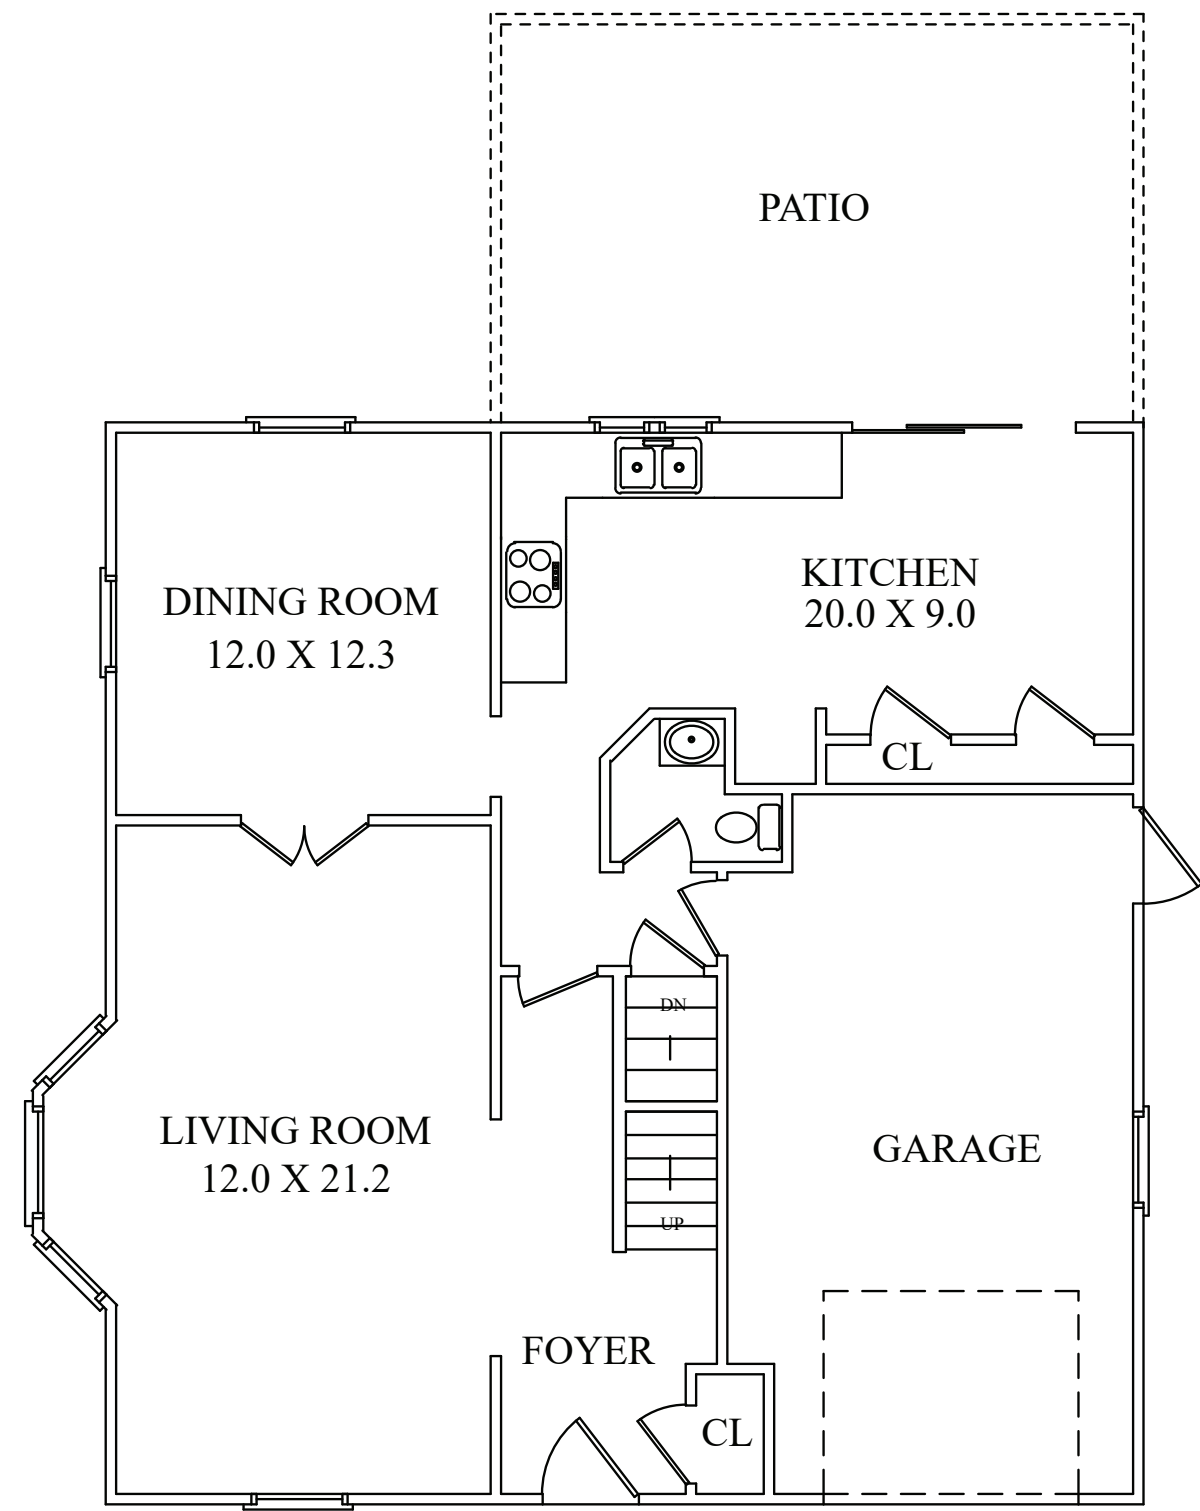 PATIO
KITCHEN
20.0 X 9.0
DINING ROOM
12.0 X 12.3
CL
DN
LIVING ROOM
12.0 X 21.2
GARAGE
UP
FOYER
CL